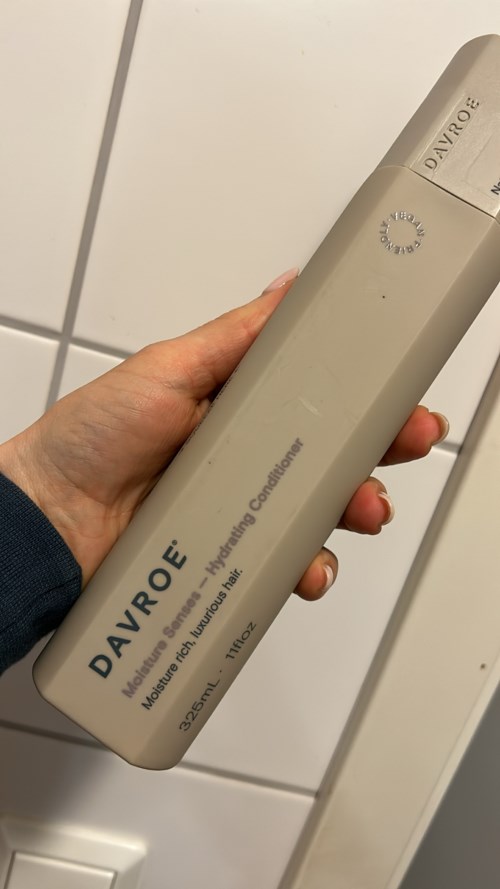 DAVROE
VEGAN FRIENDLY
DAVROE®
Moisture Senses — Hydrating Conditioner
Moisture rich, luxurious hair.
325mL · 11floz